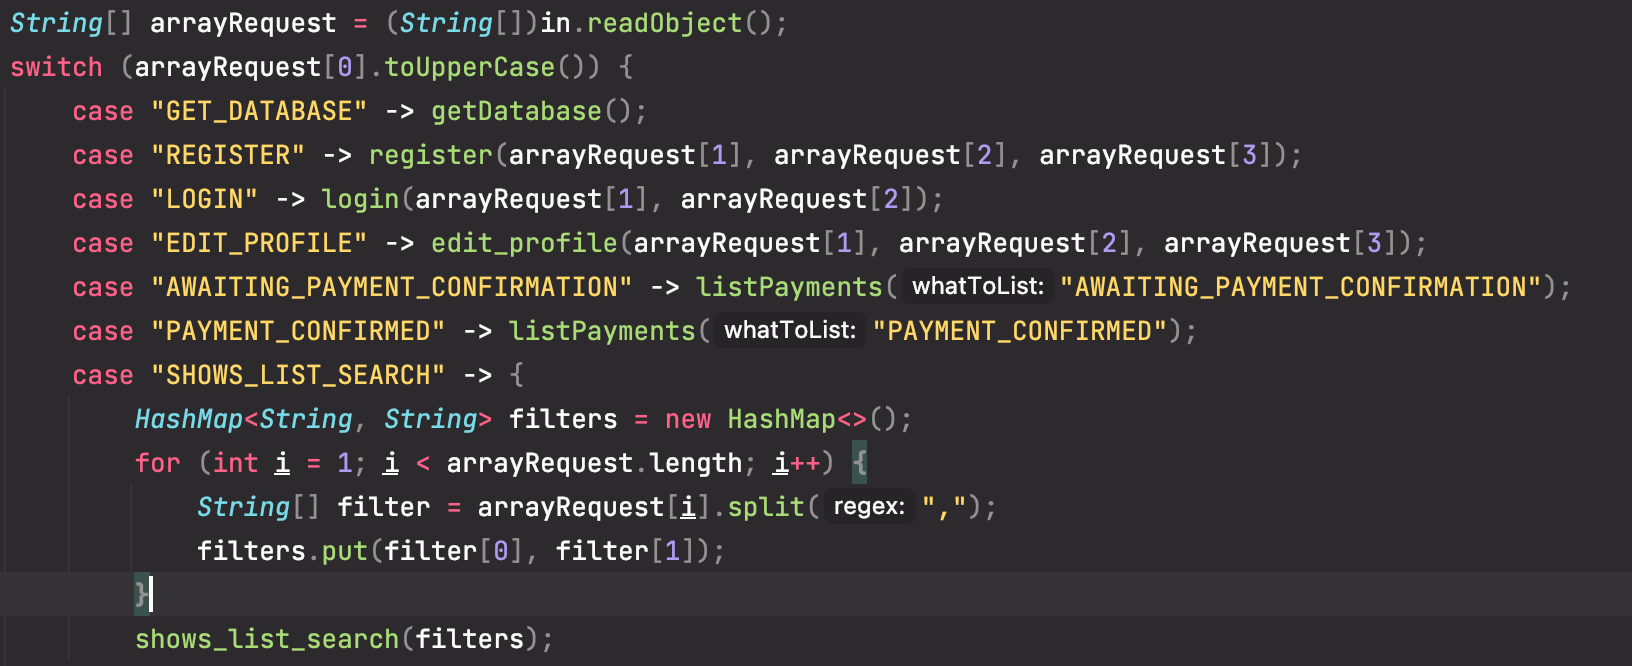 String[] arrayRequest = (String[])in.readObject();
switch (arrayRequest[0].toUpperCase()) {
case "GET_DATABASE" -> getDatabase();
case "REGISTER" -> register(arrayRequest[1], arrayRequest[2], arrayRequest[3]);
case "LOGIN" -> login(arrayRequest[1], arrayRequest[2]);
case "EDIT_PROFILE" -> edit_profile(arrayRequest[1], arrayRequest[2], arrayRequest[3]);
case "AWAITING_PAYMENT_CONFIRMATION" -> listPayments( whatToList: "AWAITING_PAYMENT_CONFIRMATION");
case "PAYMENT_CONFIRMED" -> listPayments( whatToList: "PAYMENT_CONFIRMED");
case "SHOWS_LIST_SEARCH" -> {
HashMap<String, String> filters = new HashMap<>();
for (int i = 1; i < arrayRequest.length; i++) {
String[] filter = arrayRequest[i].split( regex: ",");
filters.put(filter[0], filter[1]);
}
shows_list_search(filters);